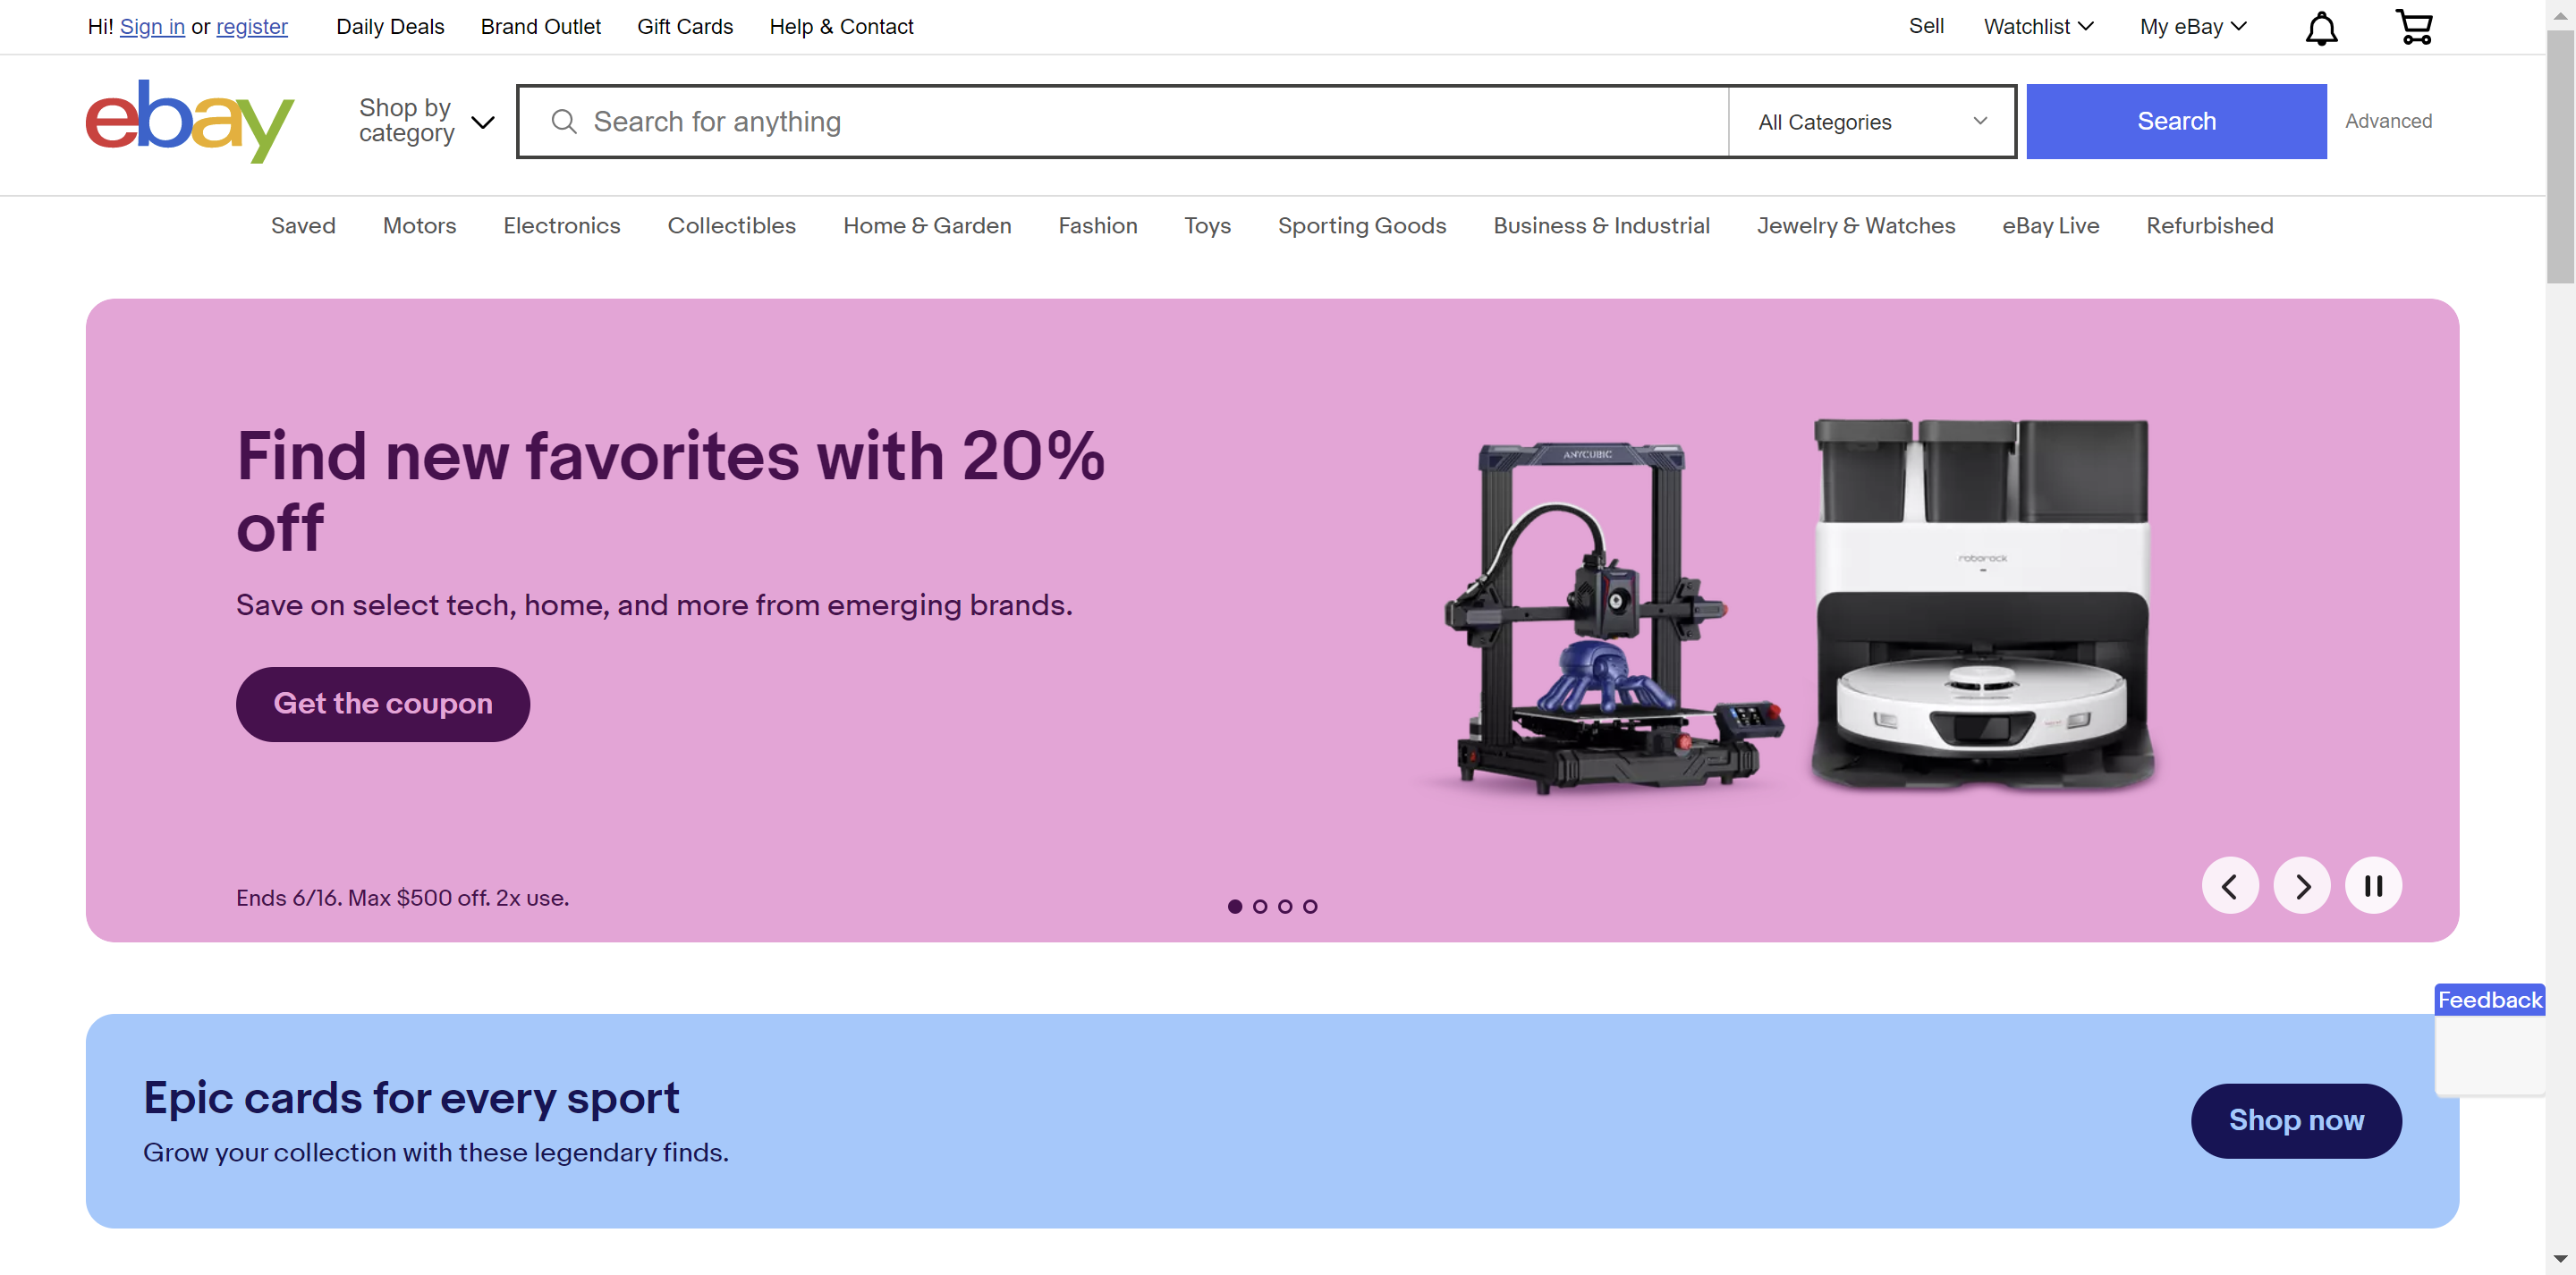 Hi! Sign in or register Daily Deals Brand Outlet Gift Cards Help & Contact Sell Watchlist My eBay
ebay
Shop by
category
Search for anything
All Categories
Search
Advanced
Saved Motors Electronics Collectibles Home & Garden Fashion Toys Sporting Goods Business & Industrial Jewelry & Watches eBay Live Refurbished
Find new favorites with 20%
off
Save on select tech, home, and more from emerging brands.
Get the coupon
ANYCUBIC
roborock
Ends 6/16. Max $500 off. 2x use.
Feedback
Epic cards for every sport
Grow your collection with these legendary finds.
Shop now